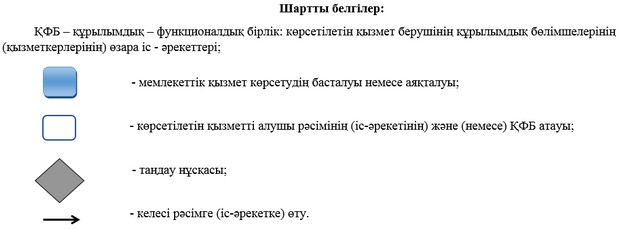 Шартты белгілер:
ҚФБ – құрылымдық – функционалдық бірлік: көрсетілетін қызмет берушінің құрылымдық бөлімшелерінің
(қызметкерлерінің) өзара іс - әрекеттері;
- мемлекеттік қызмет көрсетудің басталуы немесе аяқталуы;
- көрсетілетін қызметті алушы рәсімінің (іс-әрекетінің) және (немесе) ҚФБ атауы;
- таңдау нұсқасы;
- келесі рәсімге (іс-әрекетке) өту.